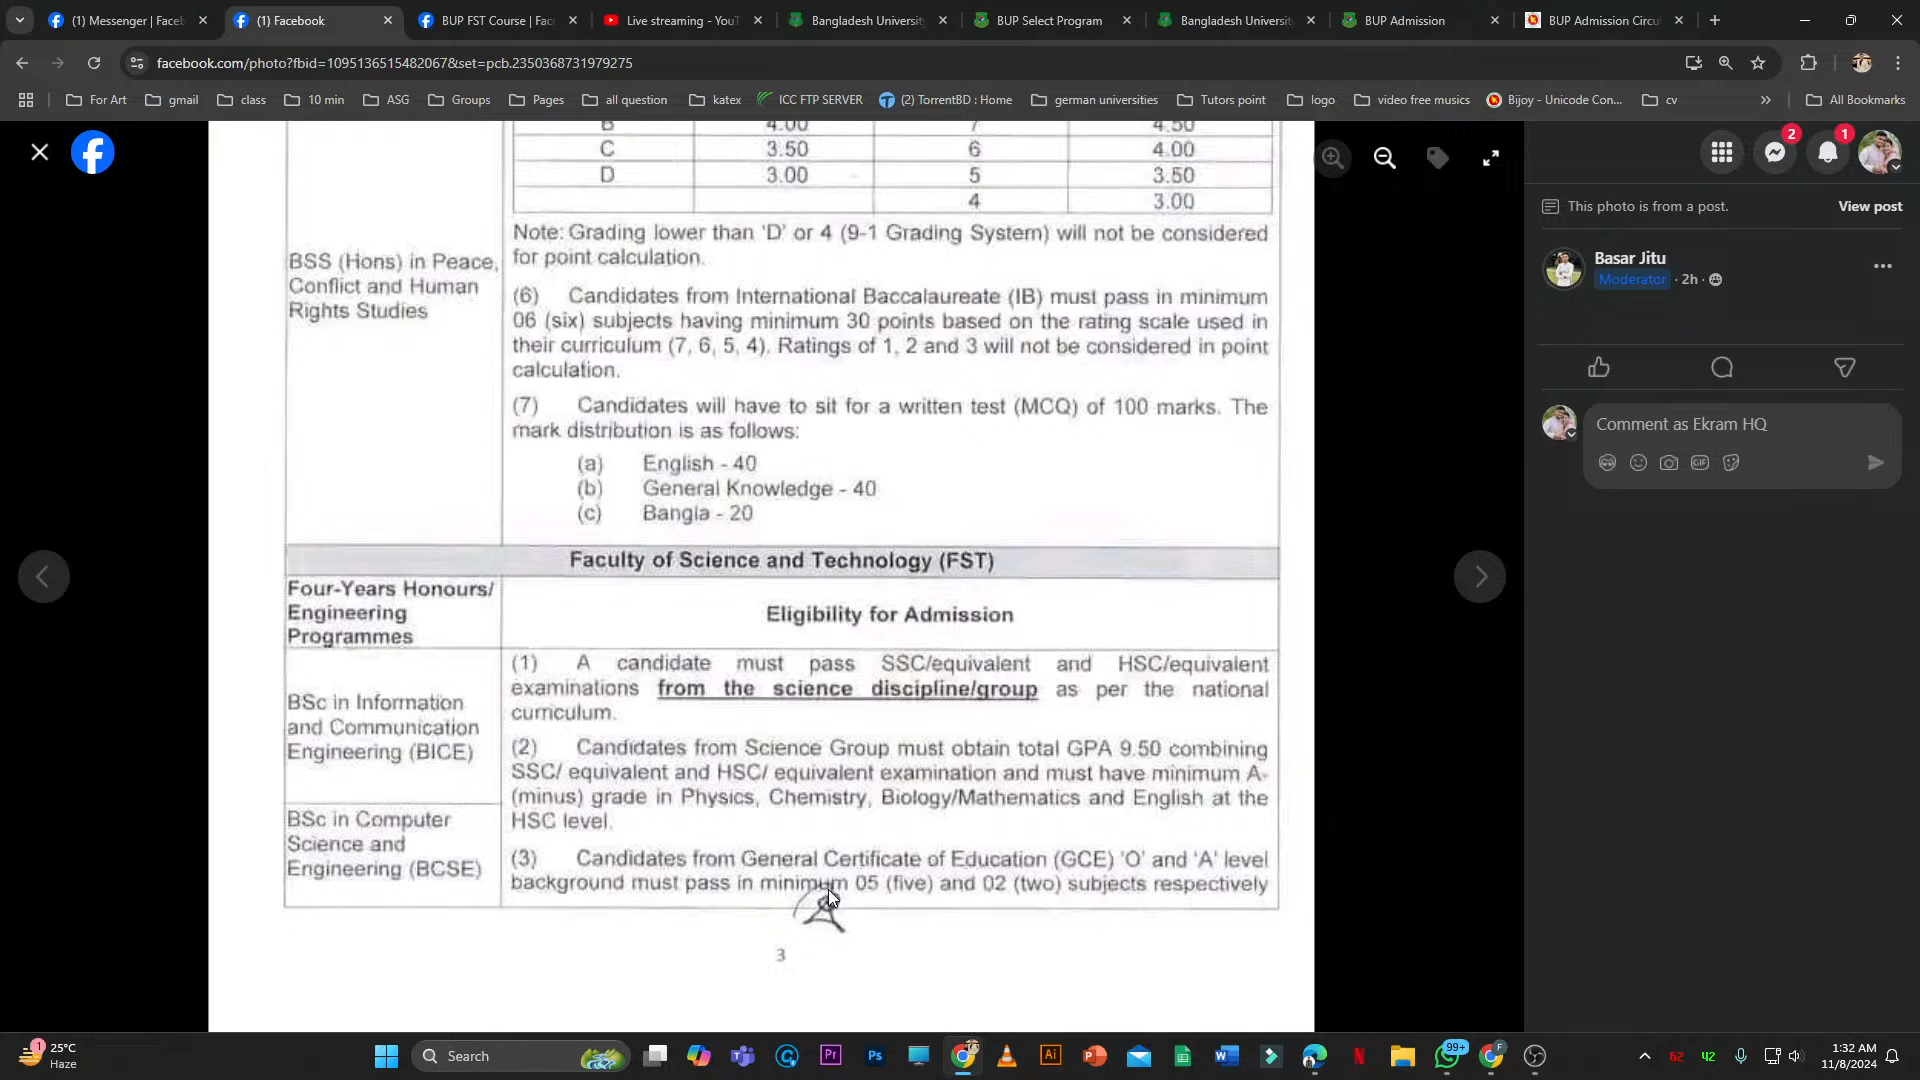 (1) Messenger | Faceb
(1) Facebook
BUP FST Course | Fac
Live streaming - YouT
Bangladesh Universit
BUP Select Program
Bangladesh Universit
BUP Admission
BUP Admission Circul
facebook.com/photo?fbid=1095136515482067&set=pcb.2350368731979275
For Art
gmail
class
10 min
ASG
Groups
Pages
all question
katex
ICC FTP SERVER
(2) TorrentBD : Home
german universities
Tutors point
logo
video free musics
Bijoy - Unicode Con...
cv
All Bookmarks
B 4.00 7 4.50
C 3.50 6 4.00
D 3.00 5 3.50
4 3.00
Note: Grading lower than 'D' or 4 (9-1 Grading System) will not be considered
for point calculation.
BSS (Hons) in Peace,
Conflict and Human
Rights Studies
(6) Candidates from International Baccalaureate (IB) must pass in minimum
06 (six) subjects having minimum 30 points based on the rating scale used in
their curriculum (7, 6, 5, 4). Ratings of 1, 2 and 3 will not be considered in point
calculation.
(7) Candidates will have to sit for a written test (MCQ) of 100 marks. The
mark distribution is as follows:
(a) English - 40
(b) General Knowledge - 40
(c) Bangla - 20
Faculty of Science and Technology (FST)
Four-Years Honours/
Engineering
Programmes
Eligibility for Admission
BSc in Information
and Communication
Engineering (BICE)
(1) A candidate must pass SSC/equivalent and HSC/equivalent
examinations from the science discipline/group as per the national
curriculum.
(2) Candidates from Science Group must obtain total GPA 9.50 combining
SSC/ equivalent and HSC/ equivalent examination and must have minimum A-
(minus) grade in Physics, Chemistry, Biology/Mathematics and English at the
HSC level.
BSc in Computer
Science and
Engineering (BCSE)
(3) Candidates from General Certificate of Education (GCE) 'O' and 'A' level
background must pass in minimum 05 (five) and 02 (two) subjects respectively
3
2
1
This photo is from a post.
View post
Basar Jitu
Moderator · 2h ·
Comment as Ekram HQ
GIF
1
25°C
Haze
Search
Pr
Ps
Ai
99+
62
42
1:32 AM
11/8/2024